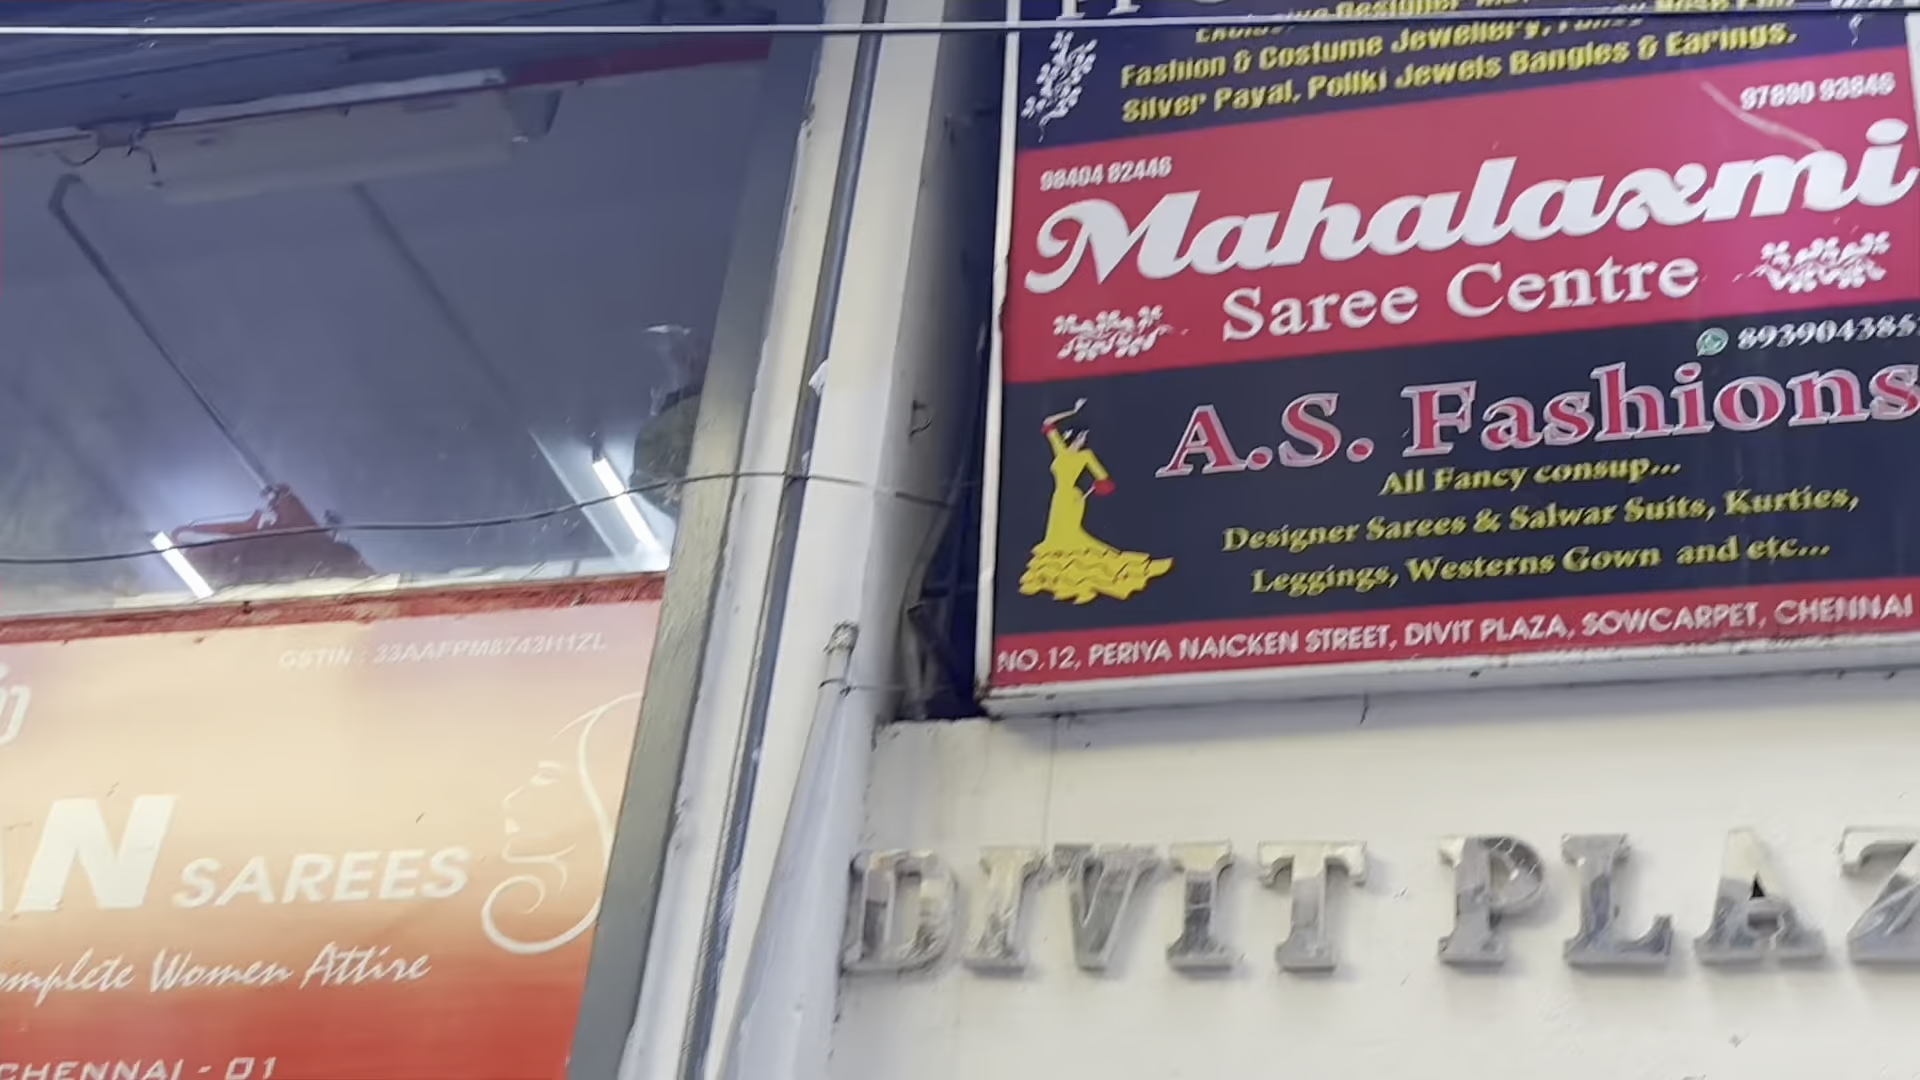 Fashion & Costume Jewellery,
Silver Payal, Poliki Jewels Bangles & Earings.
97890 93846
98404 82446
Mahalaxmi
Saree Centre
A.S. Fashions
All Fancy consup...
Designer Sarees & Salwar Suits, Kurties,
Leggings, Westerns Gown and etc...
NO.12, PERIYA NAICKEN STREET, DIVIT PLAZA, SOWCARPET, CHENNAI
DIVIT PLAZ
GSTIN : 33AAFPM8743H1ZL
N SAREES
Women Attire
CHENNAI - 01